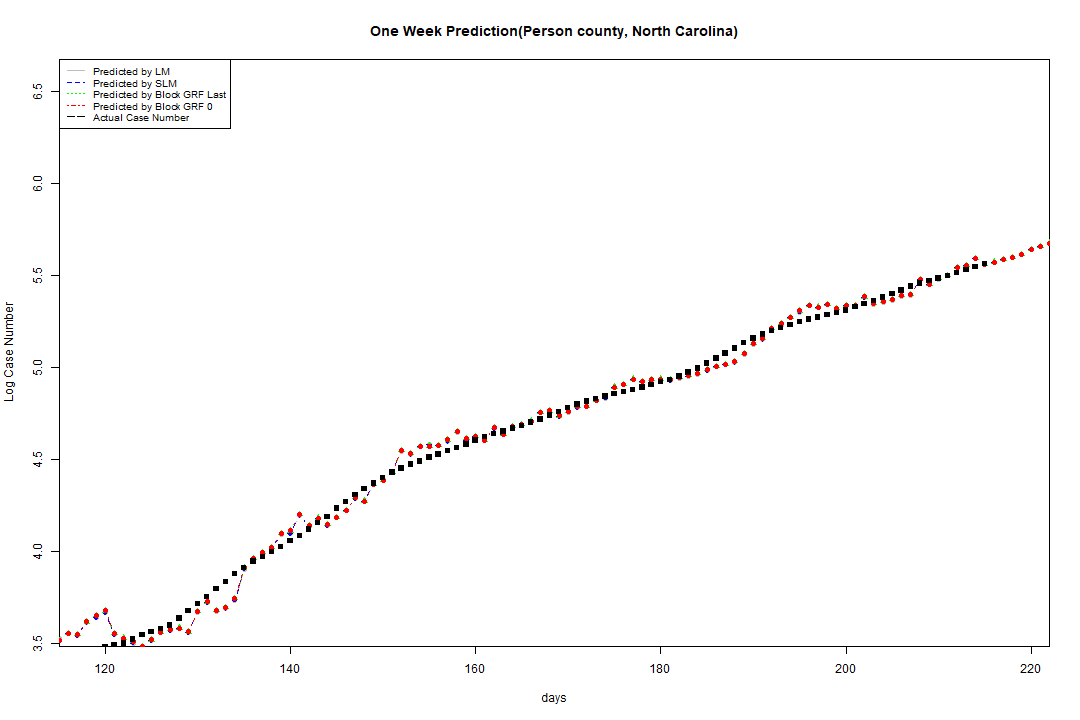 One Week Prediction(Person county, North Carolina)
Predicted by LM
Predicted by SLM
Predicted by Block GRF Last
Predicted by Block GRF 0
Actual Case Number
6.5
6.0
5.5
5.0
4.5
4.0
3.5
Log Case Number
120 140 160 180 200 220
days